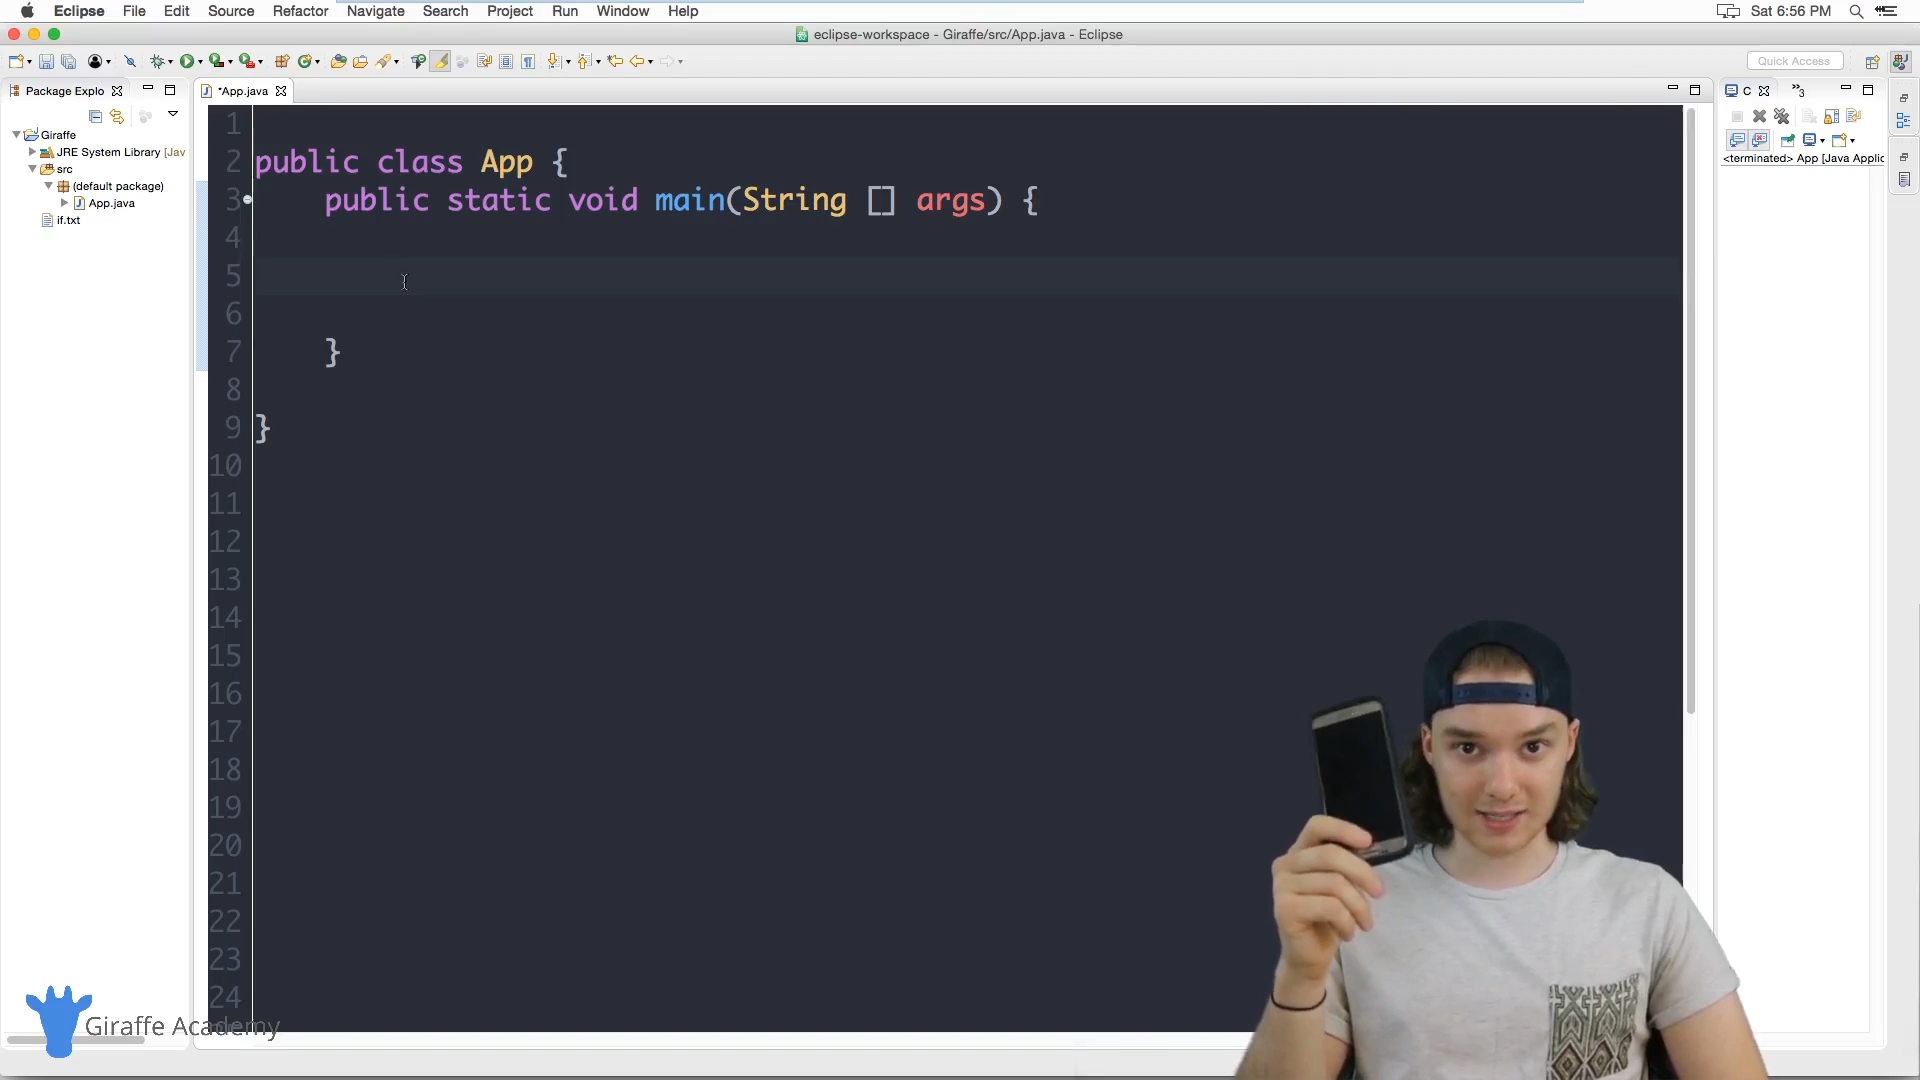 Eclipse File Edit Source Refactor Navigate Search Project Run Window Help Sat 6:56 PM
eclipse-workspace - Giraffe/src/App.java - Eclipse
Quick Access
Package Explo
*App.java
C
3
Giraffe
JRE System Library [Jav
src
(default package)
App.java
if.txt
<terminated> App [Java Applic
1
2 public class App {
3 public static void main(String [] args) {
4
5
6
7 }
8
9 }
10
11
12
13
14
15
16
17
18
19
20
21
22
23
24
Giraffe Academy